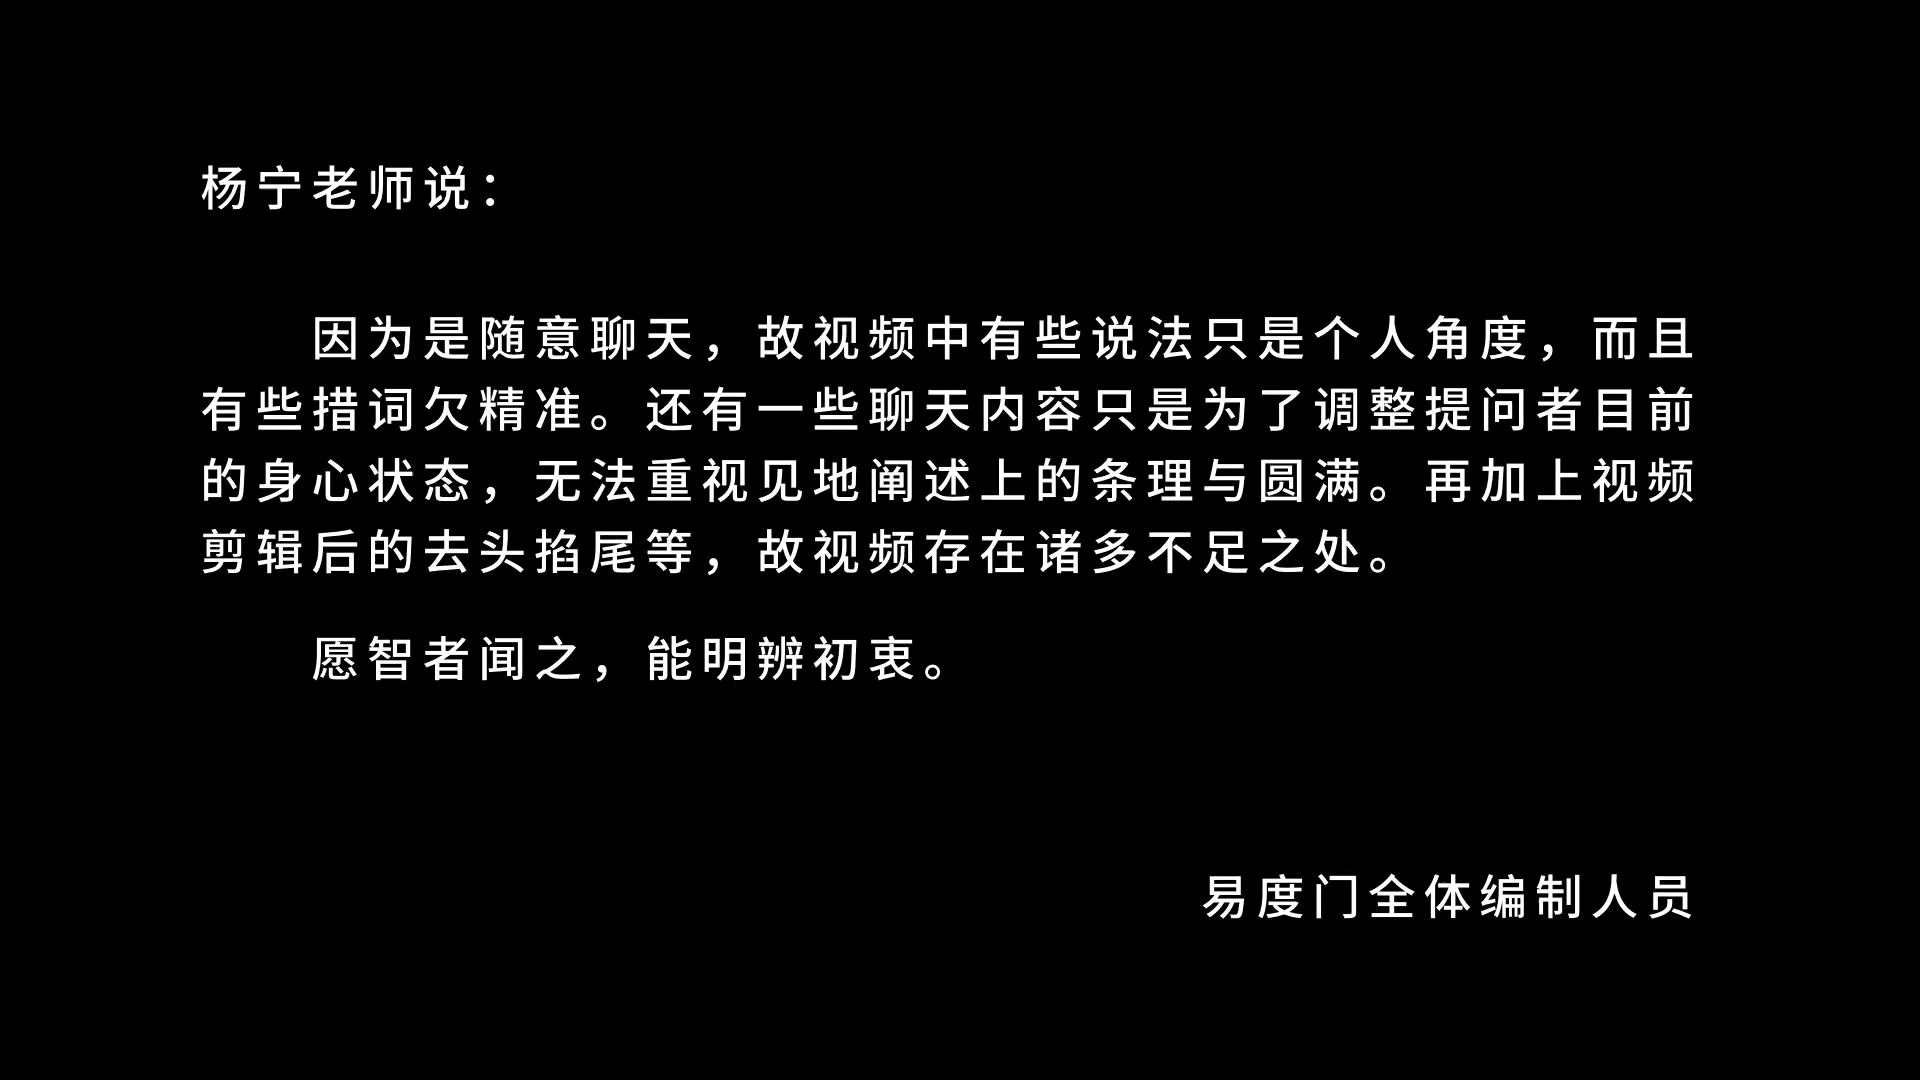 杨宁老师说：
因为是随意聊天，故视频中有些说法只是个人角度，而且
有些措词欠精准。还有一些聊天内容只是为了调整提问者目前
的身心状态，无法重视见地阐述上的条理与圆满。再加上视频
剪辑后的去头掐尾等，故视频存在诸多不足之处。
愿智者闻之，能明辨初衷。
易度门全体编制人员